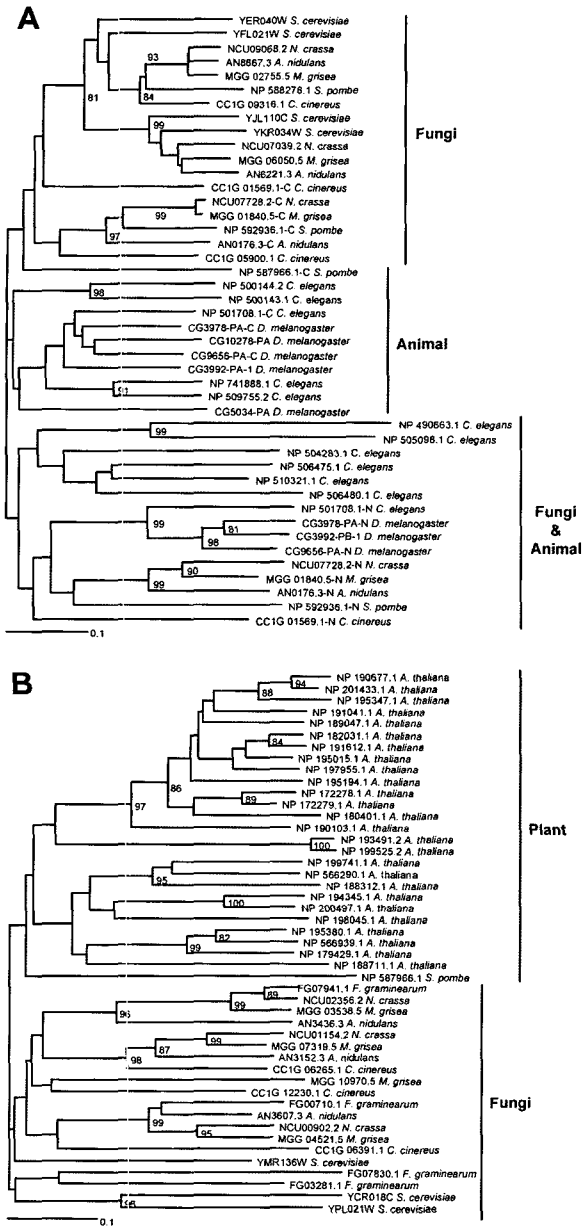 A
YER040W S. cerevisiae
YFL021W S. cerevisiae
NCU09068.2 N. crassa
93
AN8667.3 A. nidulans
MGG 02755.5 M. grisea
NP 588276.1 S. pombe
81
84
CC1G 09316.1 C. cinereus
YJL110C S. cerevisiae
99
YKR034W S. cerevisiae
Fungi
NCU07039.2 N. crassa
MGG 06050.5 M. grisea
AN6221.3 A. nidulans
CC1G 01569.1-C C. cinereus
NCU07728.2-C N. crassa
99
MGG 01840.5-C M. grisea
NP 592936.1-C S. pombe
97
AN0176.3-C A. nidulans
CC1G 05900.1 C. cinereus
NP 587966.1-C S. pombe
NP 500144.2 C. elegans
98
NP 500143.1 C. elegans
NP 501708.1-C C. elegans
CG3978-PA-C D. melanogaster
CG10278-PA D. melanogaster
Animal
CG9656-PA-C D. melanogaster
CG3992-PA-1 D. melanogaster
NP 741888.1 C. elegans
91
NP 509755.2 C. elegans
CG5034-PA D. melanogaster
NP 490663.1 C. elegans
99
NP 505096.1 C. elegans
NP 504283.1 C. elegans
NP 506475.1 C. elegans
NP 510321.1 C. elegans
NP 506480.1 C. elegans
NP 501708.1-N C. elegans
Fungi
&
Animal
99
CG3978-PA-N D. melanogaster
81
CG3992-PB-1 D. melanogaster
98
CG9656-PA-N D. melanogaster
NCU07728.2-N N. crassa
90
MGG 01840.5-N M. grisea
99
AN0176.3-N A. nidulans
NP 592936.1-N S. pombe
CC1G 01569.1-N C. cinereus
0.1
B
NP 190677.1 A. thaliana
94
NP 201433.1 A. thaliana
88
NP 195347.1 A. thaliana
NP 191041.1 A. thaliana
NP 189047.1 A. thaliana
NP 182031.1 A. thaliana
84
NP 191612.1 A. thaliana
NP 195015.1 A. thaliana
NP 197955.1 A. thaliana
86
NP 195194.1 A. thaliana
NP 172278.1 A. thaliana
89
97
NP 172279.1 A. thaliana
NP 180401.1 A. thaliana
Plant
NP 190103.1 A. thaliana
NP 193491.2 A. thaliana
100
NP 199525.2 A. thaliana
NP 199741.1 A. thaliana
NP 566290.1 A. thaliana
95
NP 188312.1 A. thaliana
NP 194345.1 A. thaliana
100
NP 200497.1 A. thaliana
NP 198045.1 A. thaliana
NP 195380.1 A. thaliana
82
NP 566939.1 A. thaliana
99
NP 179429.1 A. thaliana
NP 188711.1 A. thaliana
NP 587966.1 S. pombe
FG07941.1 F. graminearum
89
NCU02356.2 N. crassa
99
MGG 03538.5 M. grisea
96
AN3436.3 A. nidulans
NCU01154.2 N. crassa
99
MGG 07319.5 M. grisea
87
AN3152.3 A. nidulans
98
CC1G 06265.1 C. cinereus
MGG 10970.5 M. grisea
CC1G 12230.1 C. cinereus
Fungi
FG00710.1 F. graminearum
AN3607.3 A. nidulans
99
NCU00902.2 N. crassa
95
MGG 04521.5 M. grisea
CC1G 06391.1 C. cinereus
YMR136W S. cerevisiae
FG07830.1 F. graminearum
FG03281.1 F. graminearum
YCR018C S. cerevisiae
YPL021W S. cerevisiae
0.1